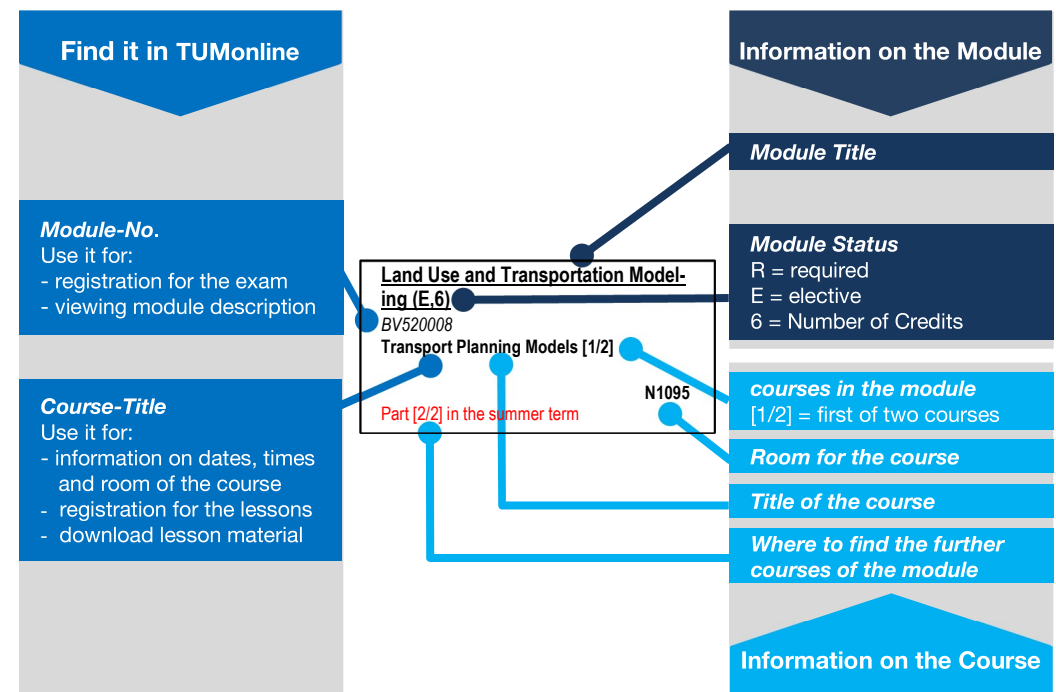 Find it in TUMonline
Module-No.
Use it for:
- registration for the exam
- viewing module description
Course-Title
Use it for:
- information on dates, times
and room of the course
- registration for the lessons
- download lesson material
Land Use and Transportation Model-
ing (E,6)
BV520008
Transport Planning Models [1/2]
N1095
Part [2/2] in the summer term
Information on the Module
Module Title
Module Status
R = required
E = elective
6 = Number of Credits
courses in the module
[1/2] = first of two courses
Room for the course
Title of the course
Where to find the further
courses of the module
Information on the Course